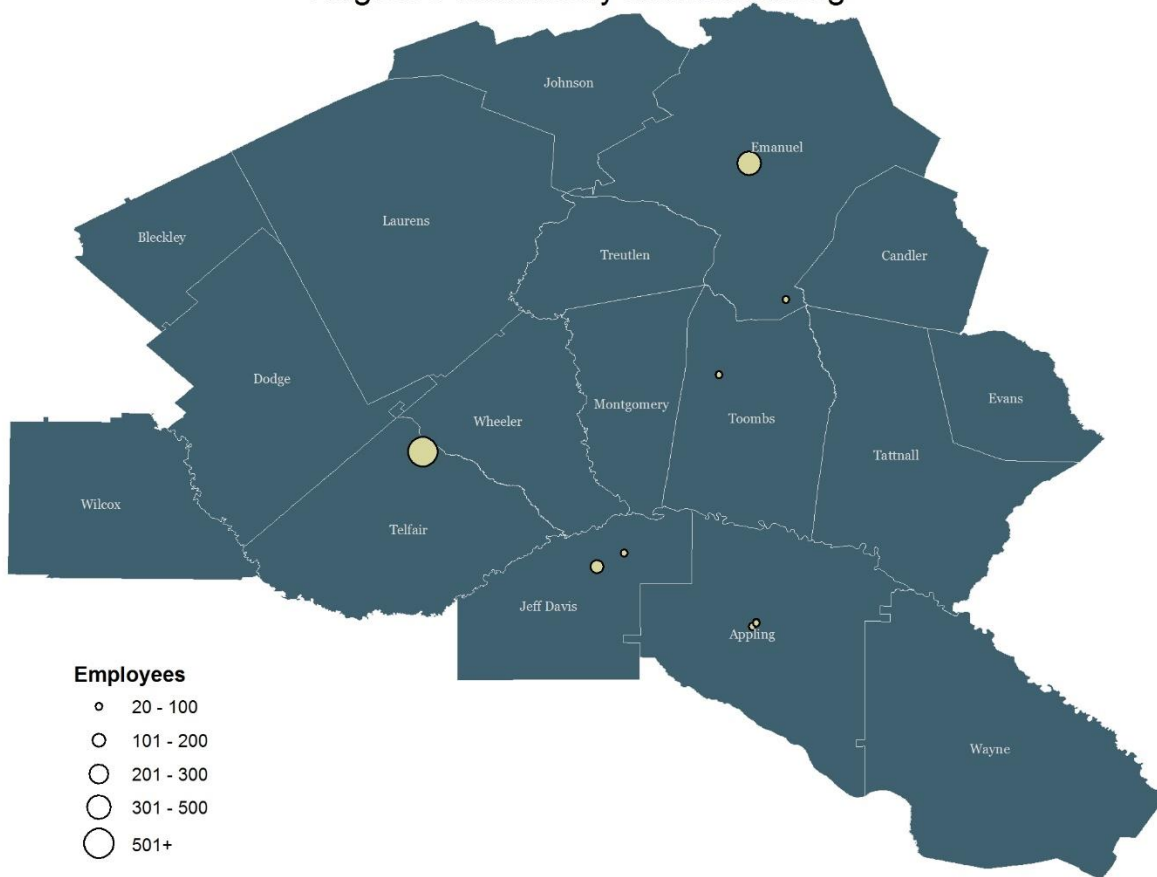 Johnson
Emanuel
Laurens
Bleckley
Treutlen
Candler
Dodge
Evans
Montgomery
Wheeler
Toombs
Tattnall
Wilcox
Telfair
Jeff Davis
Appling
Wayne
Employees
20 - 100
101 - 200
201 - 300
301 - 500
501+